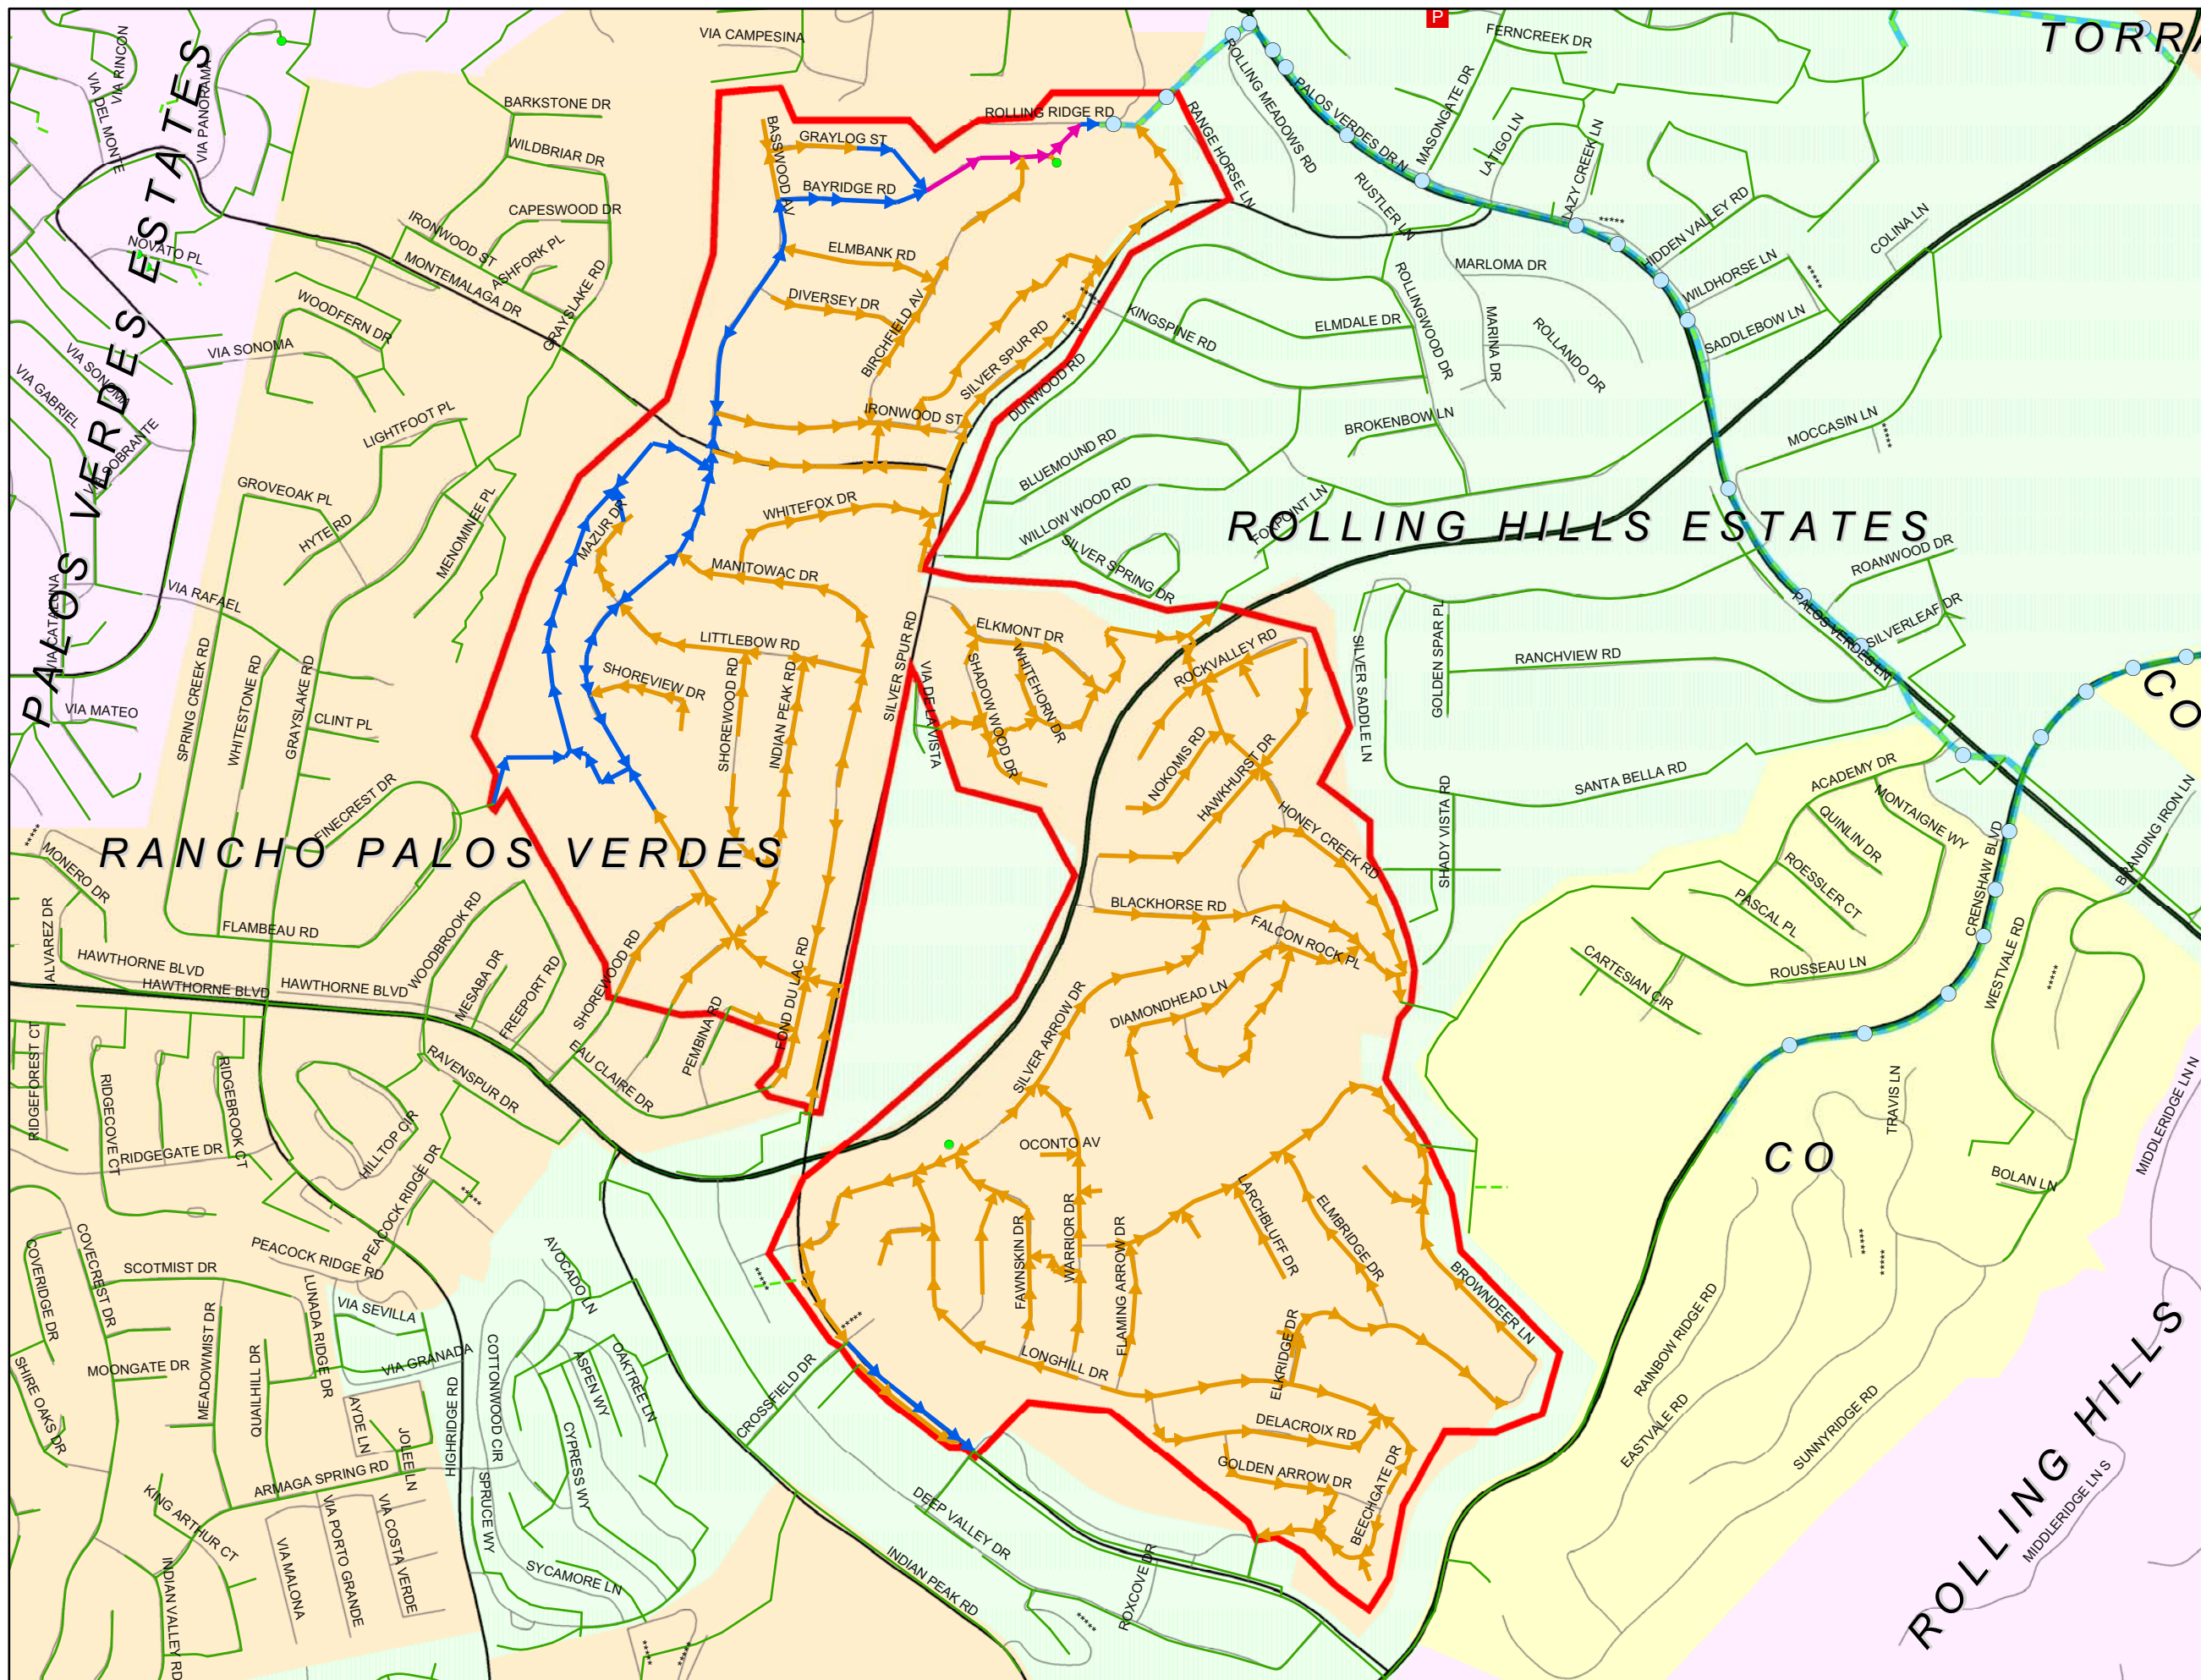 P
TORRA
VIA CAMPESINA
FERNCREEK DR
VIA RINCON
VIA DEL MONTE
VIA PANORAMA
ROLLING MEADOWS RD
PALOS VERDES DR N
MASONGATE DR
LATIGO LN
LAZY CREEK LN
BARKSTONE DR
ROLLING RIDGE RD
RANGE HORSE LN
BASSWOOD AV
GRAYLOG ST
WILDBRIAR DR
BAYRIDGE RD
RUSTLER LN
*****
HIDDEN VALLEY RD
COLINA LN
CAPESWOOD DR
IRONWOOD ST
ASHFORK PL
NOVATO PL
PALOS VERDES ESTATES
MONTEMALAGA DR
GRAYSLAKE RD
ELMBANK RD
DIVERSEY DR
BIRCHFIELD AV
MARLOMA DR
WILDHORSE LN
*****
SADDLEBOW LN
WOODFERN DR
VIA SONOMA
VIA SONOMA
VIA GABRIEL
*****
*****
KINGSPINE RD
ELMDALE DR
ROLLINGWOOD DR
MARINA DR
ROLLANDO DR
SILVER SPUR RD
DUNWOOD RD
IRONWOOD ST
BROKENBOW LN
MOCCASIN LN
*****
LIGHTFOOT PL
BLUEMOUND RD
WILLOW WOOD RD
FOXPOINT LN
GROVEOAK PL
HYTE RD
MENOMINEE PL
MAZUR DR
WHITEFOX DR
MANITOWAC DR
SILVER SPRING DR
ROLLING HILLS ESTATES
ROANWOOD DR
SILVERLEAF DR
PALOS VERDES LN
VIA CATALUNA
VIA RAFAEL
LITTLEBOW RD
SHOREVIEW DR
SHOREWOOD RD
INDIAN PEAK RD
SILVER SPUR RD
VIA DE LA VISTA
ELKMONT DR
SHADOW WOOD DR
WHITEHORN DR
ROCKVALLEY RD
SILVER SADDLE LN
GOLDEN SPAR PL
RANCHVIEW RD
CO
SPRING CREEK RD
WHITESTONE RD
GRAYSLAKE RD
CLINT PL
VIA MATEO
NOKOMIS RD
HAWKHURST DR
HONEY CREEK RD
SANTA BELLA RD
SHADY VISTA RD
ACADEMY DR
MONTAIGNE WY
QUINLIN DR
ROESSLER CT
PASCAL PL
CRENSHAW BLVD
BRANDING IRON LN
*****
RANCHO PALOS VERDES
FINECREST DR
MONERO DR
ALVAREZ DR
FLAMBEAU RD
WOODBROOK RD
BLACKHORSE RD
FALCON ROCK PL
HAWTHORNE BLVD
HAWTHORNE BLVD
HAWTHORNE BLVD
MESABA DR
FREEPORT RD
SHOREWOOD RD
PEMBINA RD
FOND DU LAC RD
SILVER ARROW DR
DIAMONDHEAD LN
CARTESIAN CIR
ROUSSEAU LN
WESTVALE RD
*****
RIDGEFOREST CT
RIDGECOVE CT
RIDGEBROOK CT
RIDGEGATE DR
RAVENSPUR DR
EAU CLAIRE DR
HILLTOP CIR
PEACOCK RIDGE DR
*****
OCONTO AV
CO
TRAVIS LN
BOLAN LN
MIDDLERIDGE LN N
COVERIDGE DR
COVECREST DR
SCOTMIST DR
PEACOCK RIDGE RD
LUNADA RIDGE DR
VIA SEVILLA
VIA GRANADA
AVOCADO LN
*****
*****
FAWNSKIN DR
WARRIOR DR
FLAMING ARROW DR
LARCHBLUFF DR
ELMBRIDGE DR
BROWNDEER LN
ELKRIDGE DR
LONGHILL DR
*****
*****
RAINBOW RIDGE RD
EASTVALE RD
SUNNYRIDGE RD
SHIRE OAKS DR
MOONGATE DR
MEADOWMIST DR
QUAILHILL DR
AYDE LN
JOLEE LN
HIGHRIDGE RD
COTTONWOOD CIR
ASPEN WY
OAKTREE LN
CYPRESS WY
CROSSFIELD DR
DELACROIX RD
GOLDEN ARROW DR
BEECHGATE DR
ARMAGA SPRING RD
KING ARTHUR CT
INDIAN VALLEY RD
VIA MALONA
VIA PORTO GRANDE
VIA COSTA VERDE
SPRUCE WY
SYCAMORE LN
DEEP VALLEY DR
INDIAN PEAK RD
ROXCOVE DR
*****
*****
*****
ROLLING HILLS
MIDDLERIDGE LN S